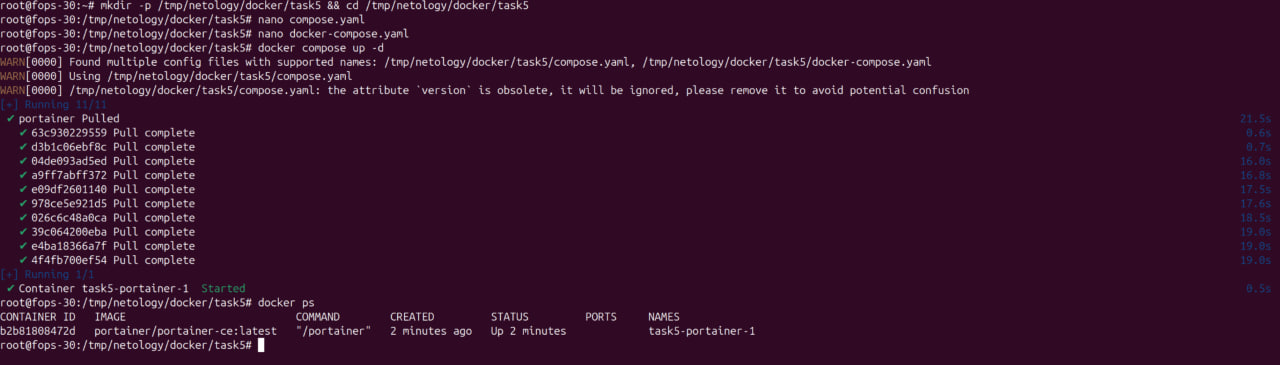 root@fops-30:~# mkdir -p /tmp/netology/docker/task5 && cd /tmp/netology/docker/task5
root@fops-30:/tmp/netology/docker/task5# nano compose.yaml
root@fops-30:/tmp/netology/docker/task5# nano docker-compose.yaml
root@fops-30:/tmp/netology/docker/task5# docker compose up -d
WARN[0000] Found multiple config files with supported names: /tmp/netology/docker/task5/compose.yaml, /tmp/netology/docker/task5/docker-compose.yaml
WARN[0000] Using /tmp/netology/docker/task5/compose.yaml
WARN[0000] /tmp/netology/docker/task5/compose.yaml: the attribute `version` is obsolete, it will be ignored, please remove it to avoid potential confusion
[+] Running 11/11
✔ portainer Pulled 21.5s
✔ 63c930229559 Pull complete 0.6s
✔ d3b1c06ebf8c Pull complete 0.7s
✔ 04de093ad5ed Pull complete 16.0s
✔ a9ff7abff372 Pull complete 16.8s
✔ e09df2601140 Pull complete 17.5s
✔ 978ce5e921d5 Pull complete 17.6s
✔ 026c6c48a0ca Pull complete 18.5s
✔ 39c064200eba Pull complete 19.0s
✔ e4ba18366a7f Pull complete 19.0s
✔ 4f4fb700ef54 Pull complete 19.0s
[+] Running 1/1
✔ Container task5-portainer-1 Started 0.5s
root@fops-30:/tmp/netology/docker/task5# docker ps
CONTAINER ID IMAGE COMMAND CREATED STATUS PORTS NAMES
b2b81808472d portainer/portainer-ce:latest "/portainer" 2 minutes ago Up 2 minutes task5-portainer-1
root@fops-30:/tmp/netology/docker/task5#